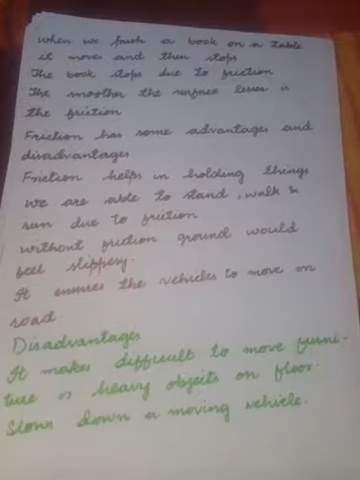 when we push a book on a table
it moves and then stops
The book stops due to friction
The smoother the surface lesser is
the friction
Friction has some advantages and
disadvantages
Friction helps in holding things
we are able to stand, walk &
run due to friction
without friction ground would
feel slippery.
It ensures the vehicles to move on
road.
Disadvantages
It makes difficult to move furni-
ture or heavy objects on floor.
Slows down a moving vehicle.